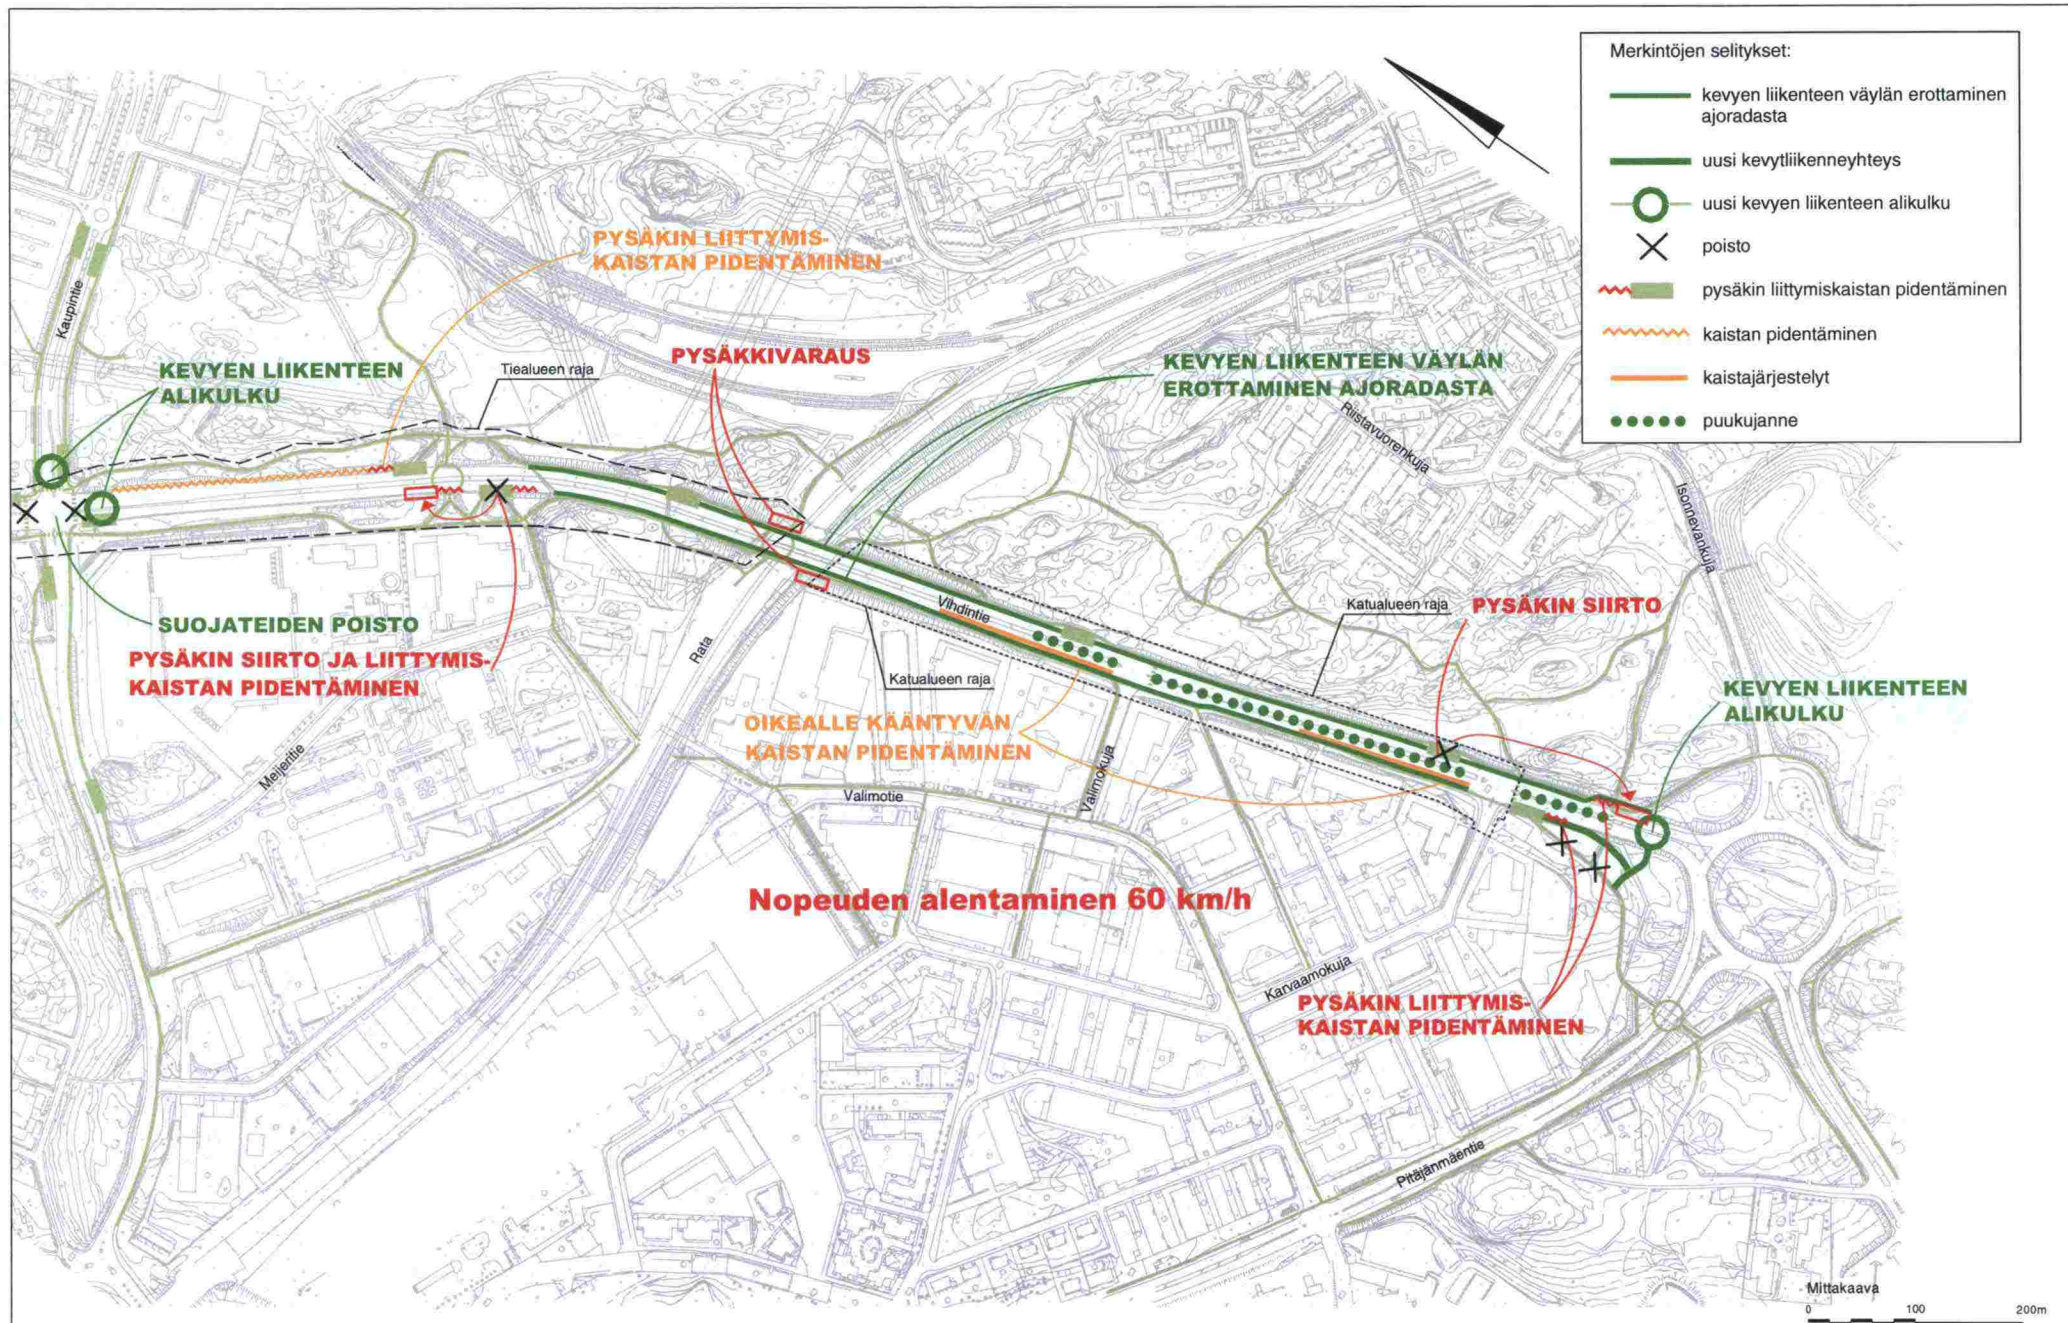 Merkintöjen selitykset:
kevyen liikenteen väylän erottaminen
ajoradasta
uusi kevytliikenneyhteys
uusi kevyen liikenteen alikulku
poisto
pysäkin liittymiskaistan pidentäminen
kaistan pidentäminen
kaistajärjestelyt
puukujanne
PYSÄKIN LIITTYMIS-
KAISTAN PIDENTÄMINEN
Kaupintie
KEVYEN LIIKENTEEN
ALIKULKU
Tiealueen raja
PYSÄKKIVARAUS
KEVYEN LIIKENTEEN VÄYLÄN
EROTTAMINEN AJORADASTA
Riistavuorenkuja
Isonnevankuja
SUOJATEIDEN POISTO
PYSÄKIN SIIRTO JA LIITTYMIS-
KAISTAN PIDENTÄMINEN
Rata
Vihdintie
Katualueen raja
Katualueen raja
PYSÄKIN SIIRTO
KEVYEN LIIKENTEEN
ALIKULKU
OIKEALLE KÄÄNTYVÄN
KAISTAN PIDENTÄMINEN
Meijeritie
Valimotie
Valimokuja
Nopeuden alentaminen 60 km/h
Karvaamokuja
PYSÄKIN LIITTYMIS-
KAISTAN PIDENTÄMINEN
Pitäjänmäentie
Mittakaava
0 100 200m